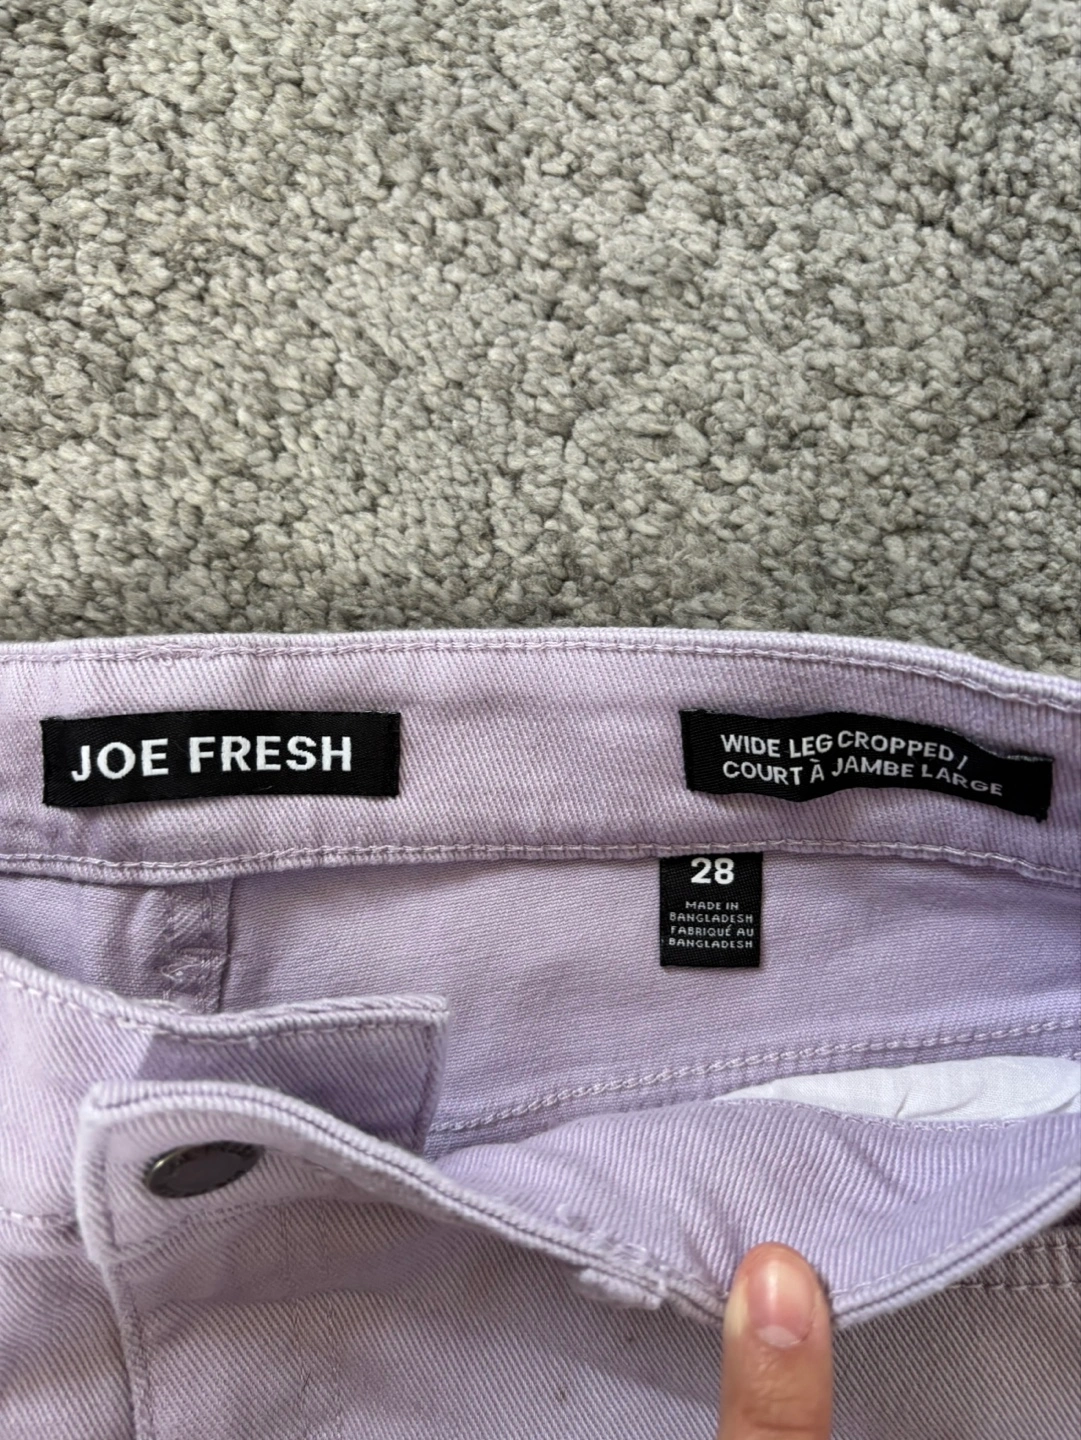 JOE FRESH
WIDE LEG CROPPED /
COURT À JAMBE LARGE
28
MADE IN
BANGLADESH
FABRIQUÉ AU
BANGLADESH